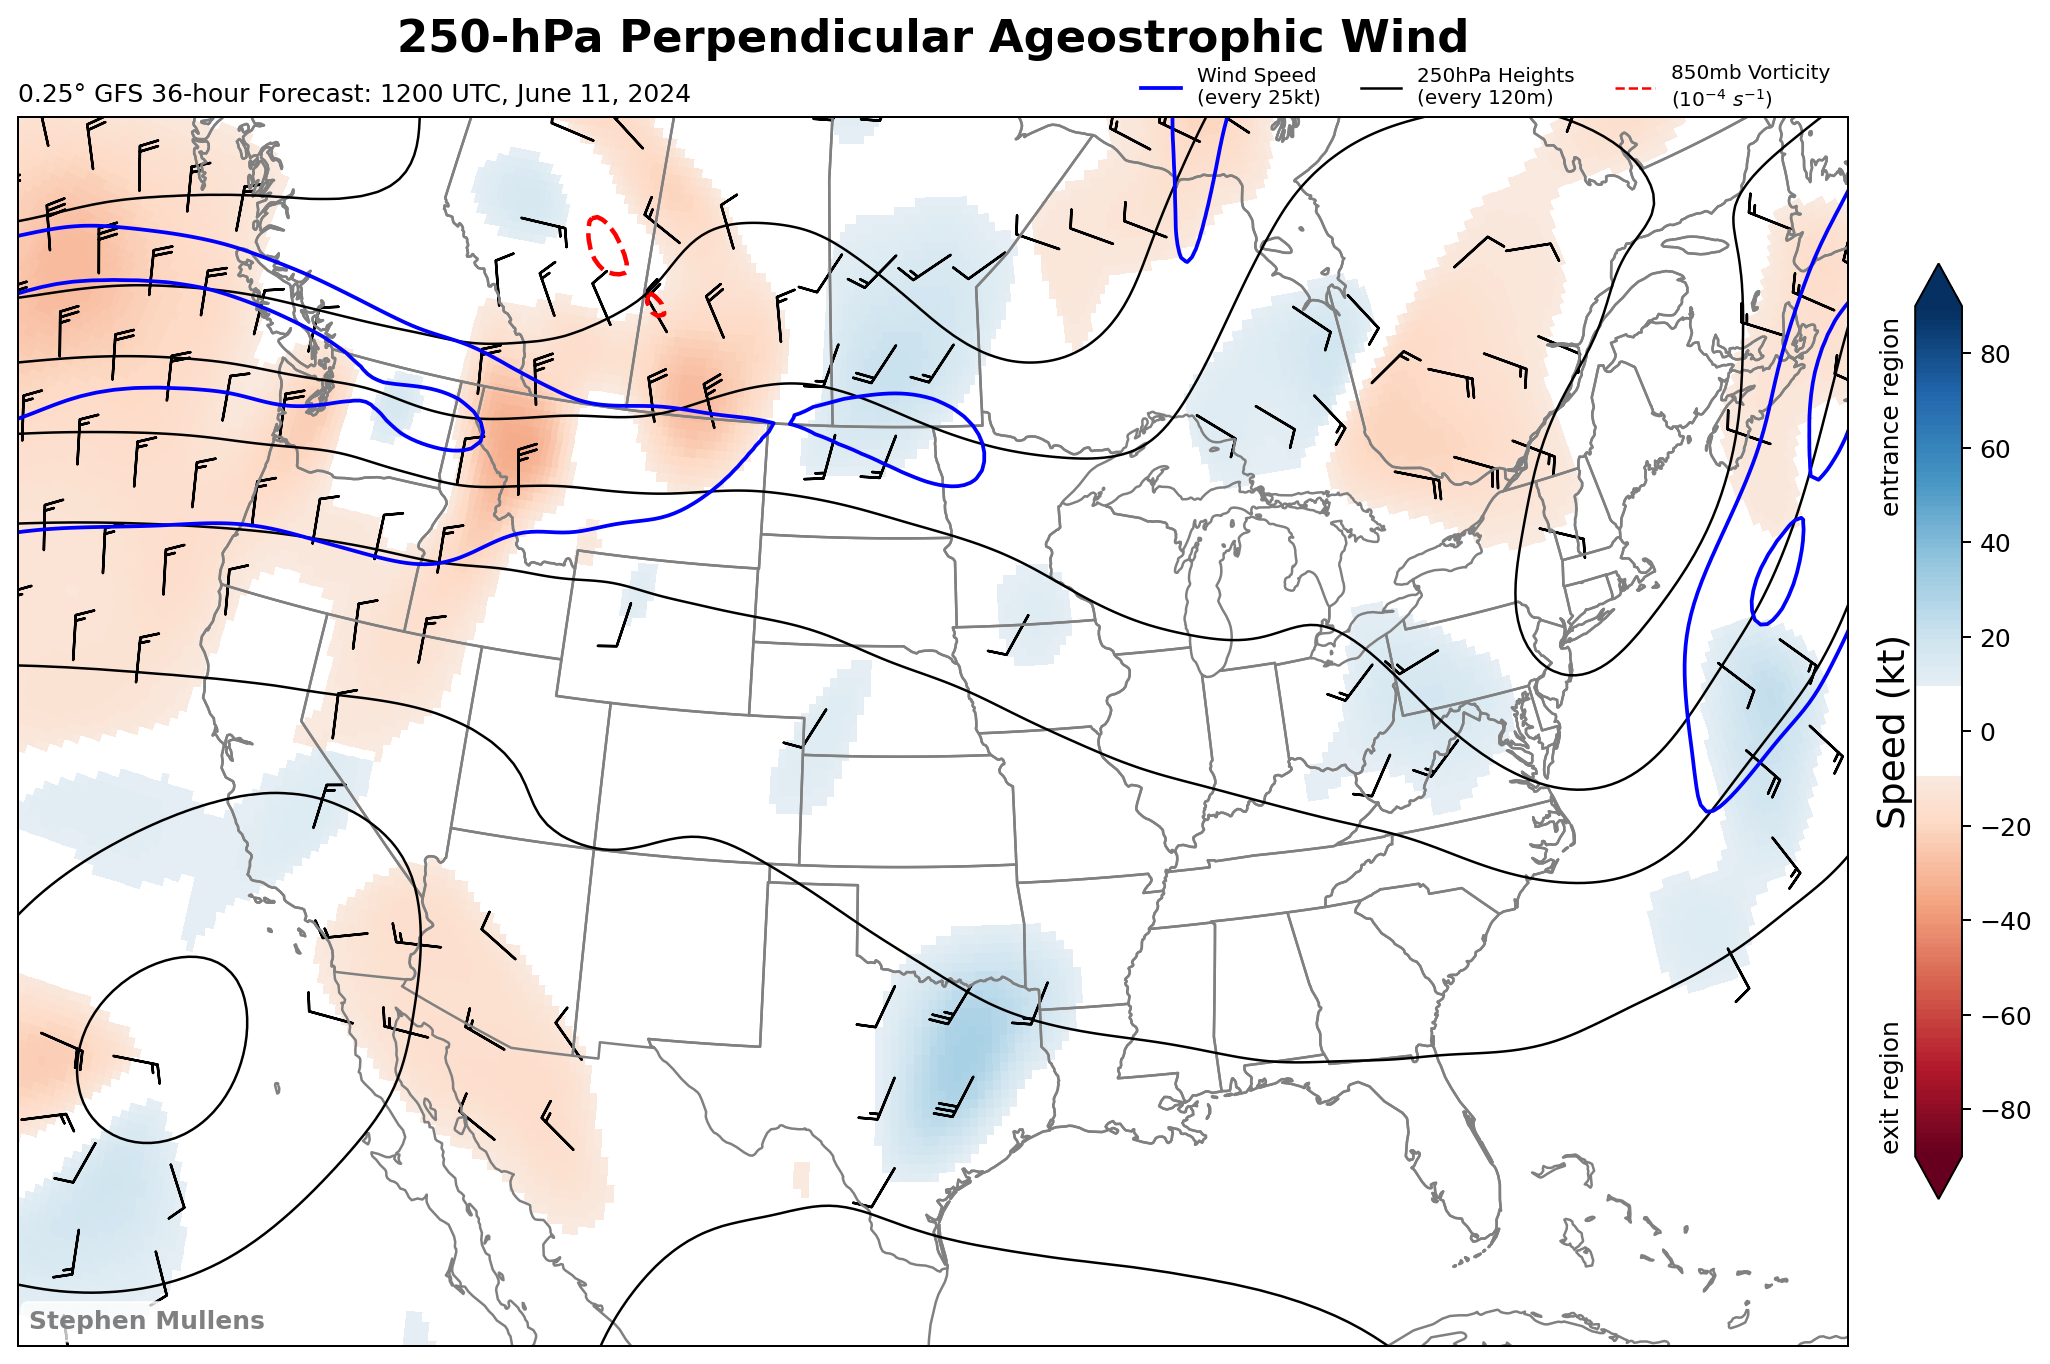 250-hPa Perpendicular Ageostrophic Wind
0.25° GFS 36-hour Forecast: 1200 UTC, June 11, 2024
Wind Speed
(every 25kt)
250hPa Heights
(every 120m)
850mb Vorticity
(10⁻⁴ s⁻¹)
entrance region
Speed (kt)
exit region
80
60
40
20
0
−20
−40
−60
−80
Stephen Mullens